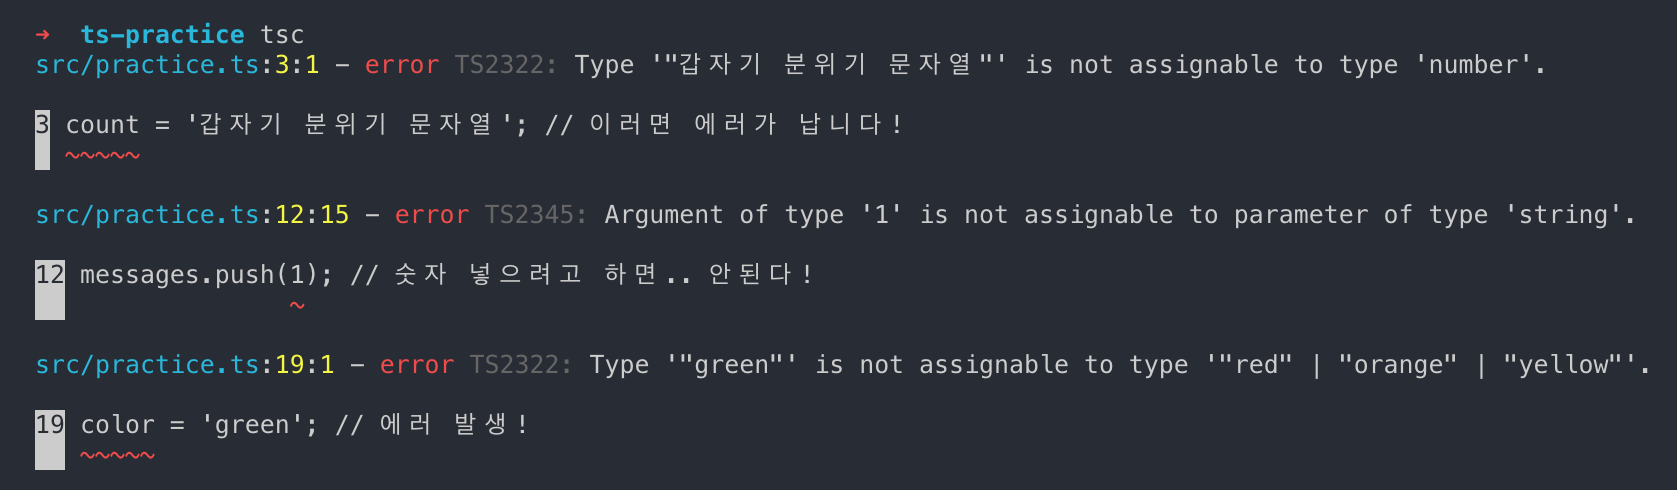 → ts-practice tsc
src/practice.ts:3:1 - error TS2322: Type '"갑자기 분위기 문자열"' is not assignable to type 'number'.
3 count = '갑자기 분위기 문자열'; // 이러면 에러가 납니다!
~~~~~
src/practice.ts:12:15 - error TS2345: Argument of type '1' is not assignable to parameter of type 'string'.
12 messages.push(1); // 숫자 넣으려고 하면.. 안된다!
~
src/practice.ts:19:1 - error TS2322: Type '"green"' is not assignable to type '"red" | "orange" | "yellow"'.
19 color = 'green'; // 에러 발생!
~~~~~